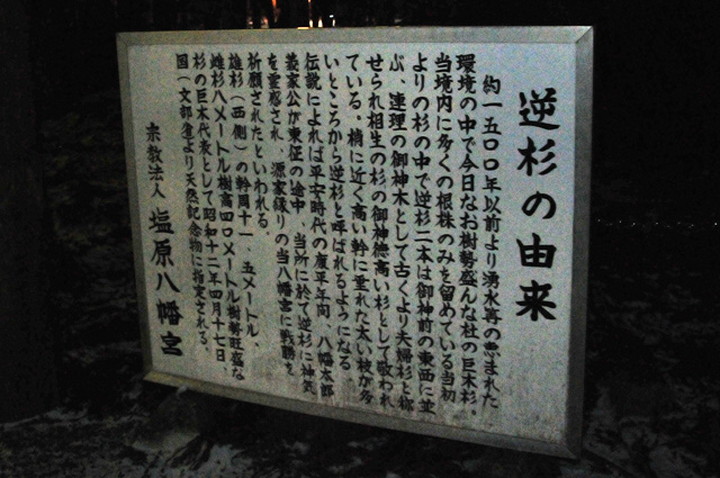 逆杉の由来
約一五〇〇年以前より湧水等の恵まれた
環境の中で今日なお樹勢盛んな杜の巨木杉。
当境内に多くの根株のみを留めている当初
よりの杉の中で逆杉二本は御神前の東西に並
ぶ、連理の御神木として古くより夫婦杉と称
せられ相生の杉の御神徳高い杉として敬われ
ている。梢に近く高い幹に垂れた太い枝が多
いところから逆杉と呼ばれるようになる
伝説によれば平安時代の康平年間、八幡太郎
義家公が東征の途中、当所に於て逆杉に神気
を霊感され、源家縁りの当八幡宮に戦勝を
祈願されたといわれる。
雄杉(西側)の幹周十一、五メートル、
雌杉八メートル樹高四〇メートル樹勢旺盛な
杉の巨木代表として昭和十二年四月十七日、
国(文部省より天然記念物に指定される。
宗教法人 塩原八幡宮